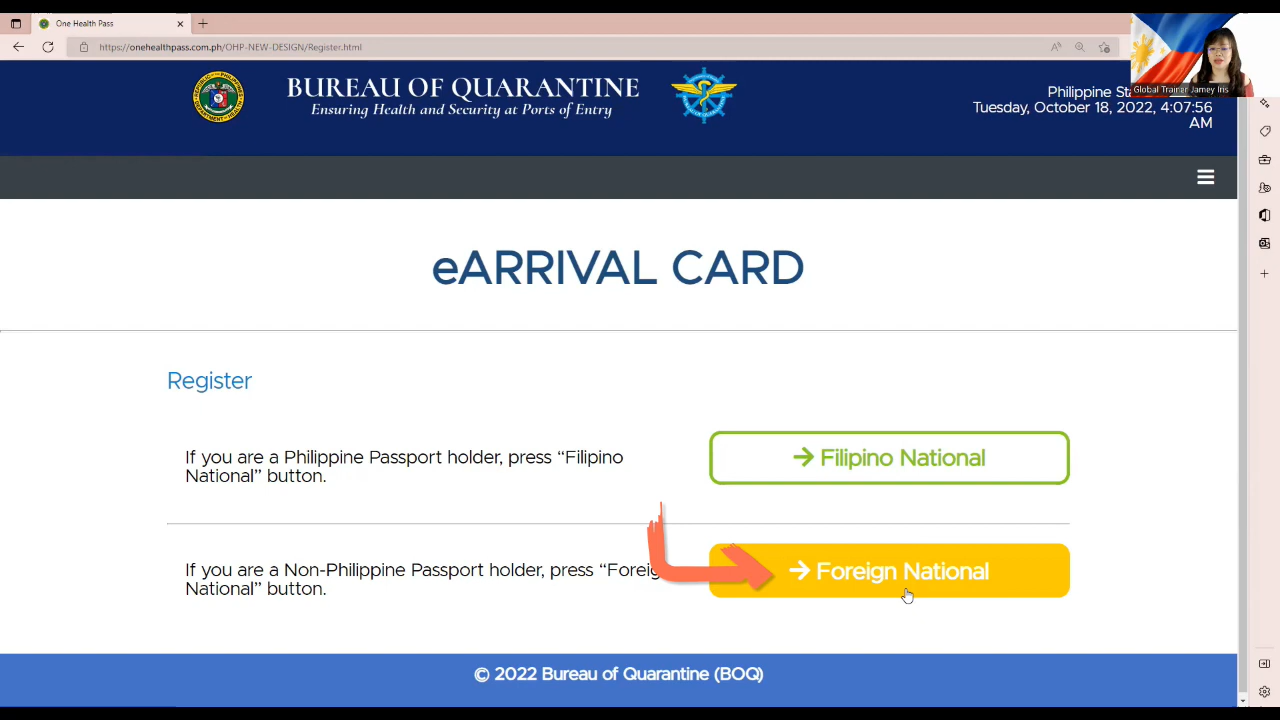 One Health Pass
https://onehealthpass.com.ph/OHP-NEW-DESIGN/Register.html
Global Trainer Jamey Iris
BUREAU OF QUARANTINE
Ensuring Health and Security at Ports of Entry
Philippine
Tuesday, October 18, 2022, 4:07:56
AM
eARRIVAL CARD
Register
If you are a Philippine Passport holder, press “Filipino
National” button.
Filipino National
If you are a Non-Philippine Passport holder, press “Foreig
National” button.
Foreign National
© 2022 Bureau of Quarantine (BOQ)